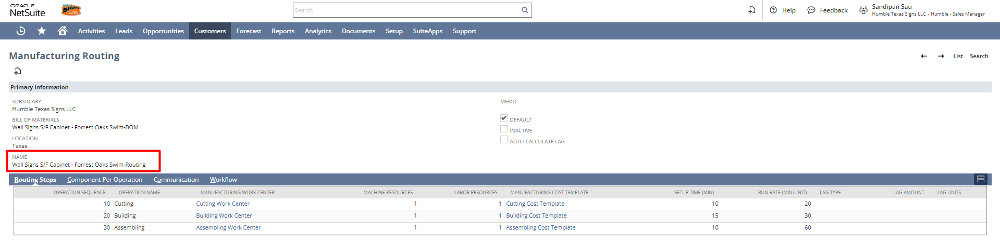 ORACLE
NetSuite
SIGNS
Search
Help
Feedback
Sandipan Sau
Humble Texas Signs LLC - Humble - Sales Manager
Activities Leads Opportunities Customers Forecast Reports Analytics Documents Setup SuiteApps Support
Manufacturing Routing
List Search
Primary Information
SUBSIDIARY
Humble Texas Signs LLC
BILL OF MATERIALS
Wall Signs S/F Cabinet - Forrest Oaks Swim-BOM
LOCATION
Texas
NAME
Wall Signs S/F Cabinet - Forrest Oaks Swim-Routing
MEMO
DEFAULT
INACTIVE
AUTO-CALCULATE LAG
Routing Steps Component Per Operation Communication Workflow
OPERATION SEQUENCE OPERATION NAME MANUFACTURING WORK CENTER MACHINE RESOURCES LABOR RESOURCES MANUFACTURING COST TEMPLATE SETUP TIME (MIN) RUN RATE (MIN/UNIT) LAG TYPE LAG AMOUNT LAG UNITS
10 Cutting Cutting Work Center 1 1 Cutting Cost Template 10 20
20 Building Building Work Center 1 1 Building Cost Template 15 30
30 Assembling Assembling Work Center 1 1 Assembling Cost Template 10 60